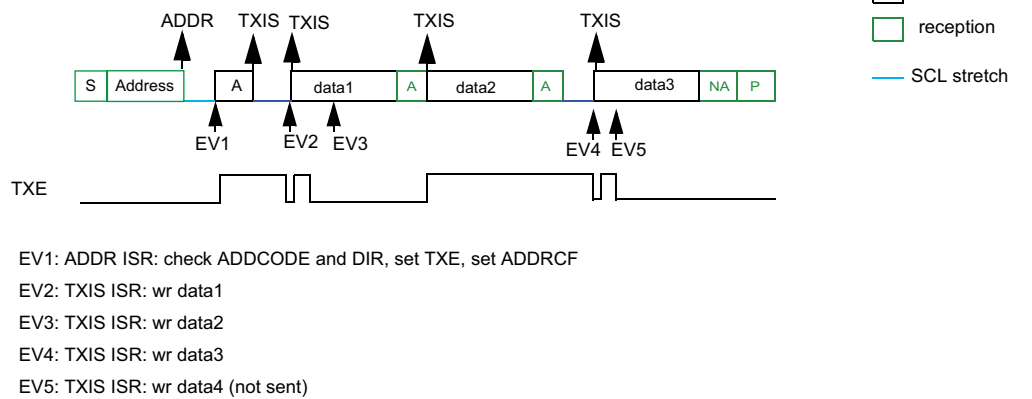 ADDR TXIS TXIS TXIS TXIS
reception
SCL stretch
S Address A data1 A data2 A data3 NA P
EV1 EV2 EV3 EV4 EV5
TXE
EV1: ADDR ISR: check ADDCODE and DIR, set TXE, set ADDRCF
EV2: TXIS ISR: wr data1
EV3: TXIS ISR: wr data2
EV4: TXIS ISR: wr data3
EV5: TXIS ISR: wr data4 (not sent)